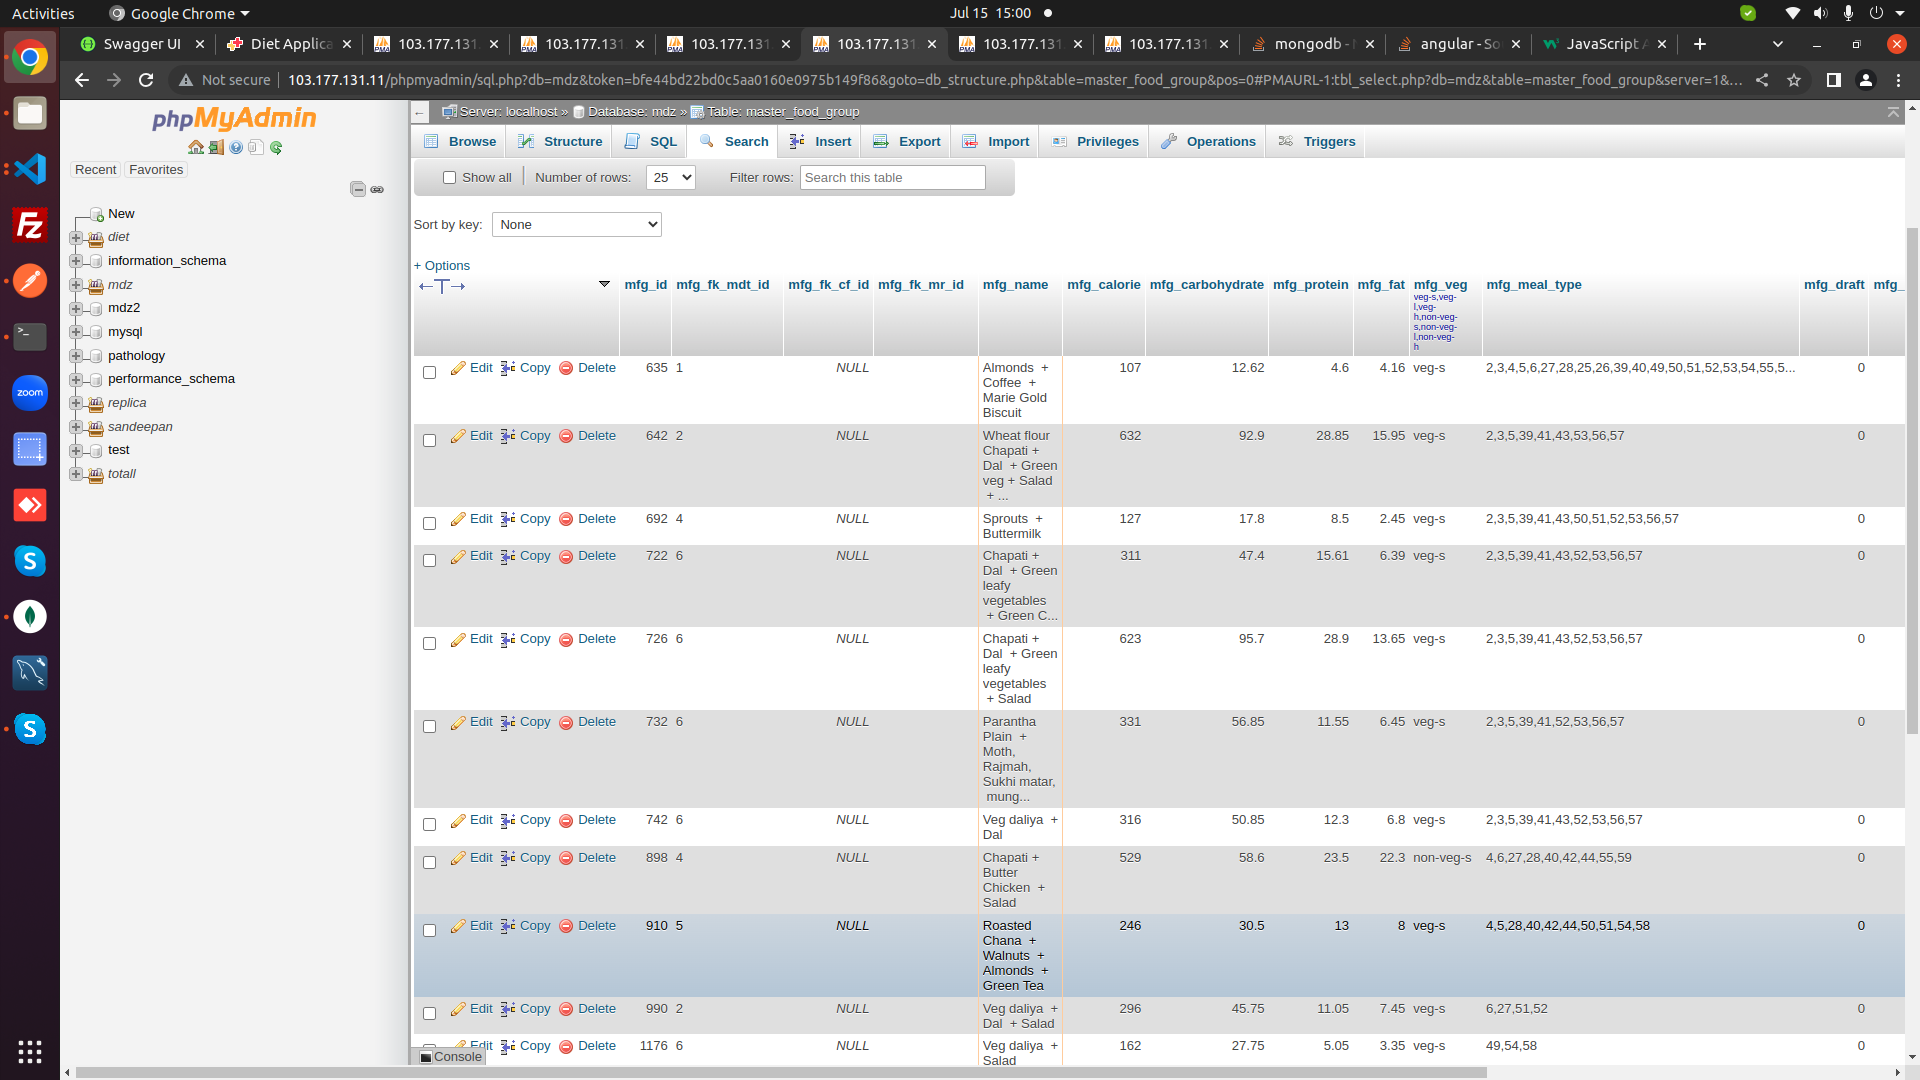 Activities Google Chrome Jul 15 15:00
Swagger UI Diet Applica 103.177.131. 103.177.131 103.177.131. 103.177.131 103.177.131 103.177.131 mongodb - angular - So JavaScript
Not secure 103.177.131.11/phpmyadmin/sql.php?db=mdz&token=bfe44bd22bd0c5aa0160e0975b149f86&goto=db_structure.php&table=master_food_group&pos=0#PMAURL-1:tbl_select.php?db=mdz&table=master_food_group&server=1&...
phpMyAdmin
Recent Favorites
New
diet
information_schema
mdz
mdz2
mysql
pathology
performance_schema
replica
sandeepan
test
totall
zoom
Server: localhost » Database: mdz » Table: master_food_group
Browse Structure SQL Search Insert Export Import Privileges Operations Triggers
Show all Number of rows: 25 Filter rows: Search this table
Sort by key: None
+ Options
←T→ mfg_id mfg_fk_mdt_id mfg_fk_cf_id mfg_fk_mr_id mfg_name mfg_calorie mfg_carbohydrate mfg_protein mfg_fat mfg_veg mfg_meal_type mfg_draft mfg_
veg-s,veg-
l,veg-
h,non-veg-
s,non-veg-
l,non-veg-
h
Edit Copy Delete 635 1 NULL Almonds + 107 12.62 4.6 4.16 veg-s 2,3,4,5,6,27,28,25,26,39,40,49,50,51,52,53,54,55,5... 0
Coffee +
Marie Gold
Biscuit
Edit Copy Delete 642 2 NULL Wheat flour 632 92.9 28.85 15.95 veg-s 2,3,5,39,41,43,53,56,57 0
Chapati +
Dal + Green
veg + Salad
+ ...
Edit Copy Delete 692 4 NULL Sprouts + 127 17.8 8.5 2.45 veg-s 2,3,5,39,41,43,50,51,52,53,56,57 0
Buttermilk
Edit Copy Delete 722 6 NULL Chapati + 311 47.4 15.61 6.39 veg-s 2,3,5,39,41,43,52,53,56,57 0
Dal + Green
leafy
vegetables
+ Green C...
Edit Copy Delete 726 6 NULL Chapati + 623 95.7 28.9 13.65 veg-s 2,3,5,39,41,43,52,53,56,57 0
Dal + Green
leafy
vegetables
+ Salad
Edit Copy Delete 732 6 NULL Parantha 331 56.85 11.55 6.45 veg-s 2,3,5,39,41,52,53,56,57 0
Plain +
Moth,
Rajmah,
Sukhi matar,
mung...
Edit Copy Delete 742 6 NULL Veg daliya + 316 50.85 12.3 6.8 veg-s 2,3,5,39,41,43,52,53,56,57 0
Dal
Edit Copy Delete 898 4 NULL Chapati + 529 58.6 23.5 22.3 non-veg-s 4,6,27,28,40,42,44,55,59 0
Butter
Chicken +
Salad
Edit Copy Delete 910 5 NULL Roasted 246 30.5 13 8 veg-s 4,5,28,40,42,44,50,51,54,58 0
Chana +
Walnuts +
Almonds +
Green Tea
Edit Copy Delete 990 2 NULL Veg daliya + 296 45.75 11.05 7.45 veg-s 6,27,51,52 0
Dal + Salad
Edit Copy Delete 1176 6 NULL Veg daliya + 162 27.75 5.05 3.35 veg-s 49,54,58 0
Salad
Console